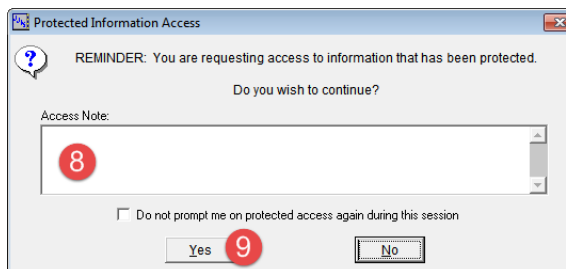 Protected Information Access
REMINDER: You are requesting access to information that has been protected.
Do you wish to continue?
Access Note:
8
Do not prompt me on protected access again during this session
Yes 9 No